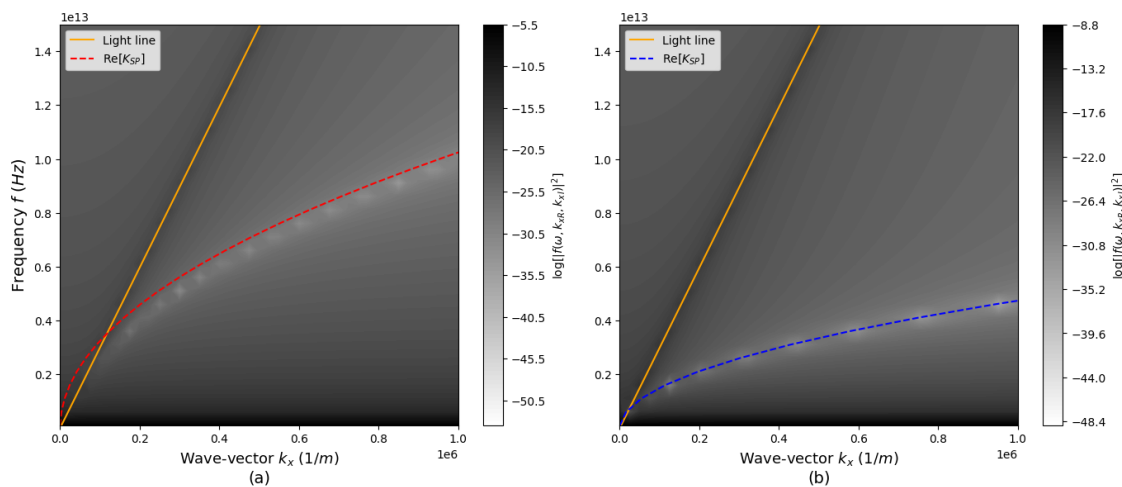 1e13
Light line
Re[K_SP]
1.4
1.2
1.0
0.8
0.6
0.4
0.2
Frequency f (Hz)
0.0 0.2 0.4 0.6 0.8 1.0
1e6
Wave-vector k_x (1/m)
(a)
−5.5
−10.5
−15.5
−20.5
−25.5
−30.5
−35.5
−40.5
−45.5
−50.5
log[|f(ω, k_xR, k_xI)|²]
1e13
Light line
Re[K_SP]
1.4
1.2
1.0
0.8
0.6
0.4
0.2
0.0 0.2 0.4 0.6 0.8 1.0
1e6
Wave-vector k_x (1/m)
(b)
−8.8
−13.2
−17.6
−22.0
−26.4
−30.8
−35.2
−39.6
−44.0
−48.4
log[|f(ω, k_xR, k_xI)|²]